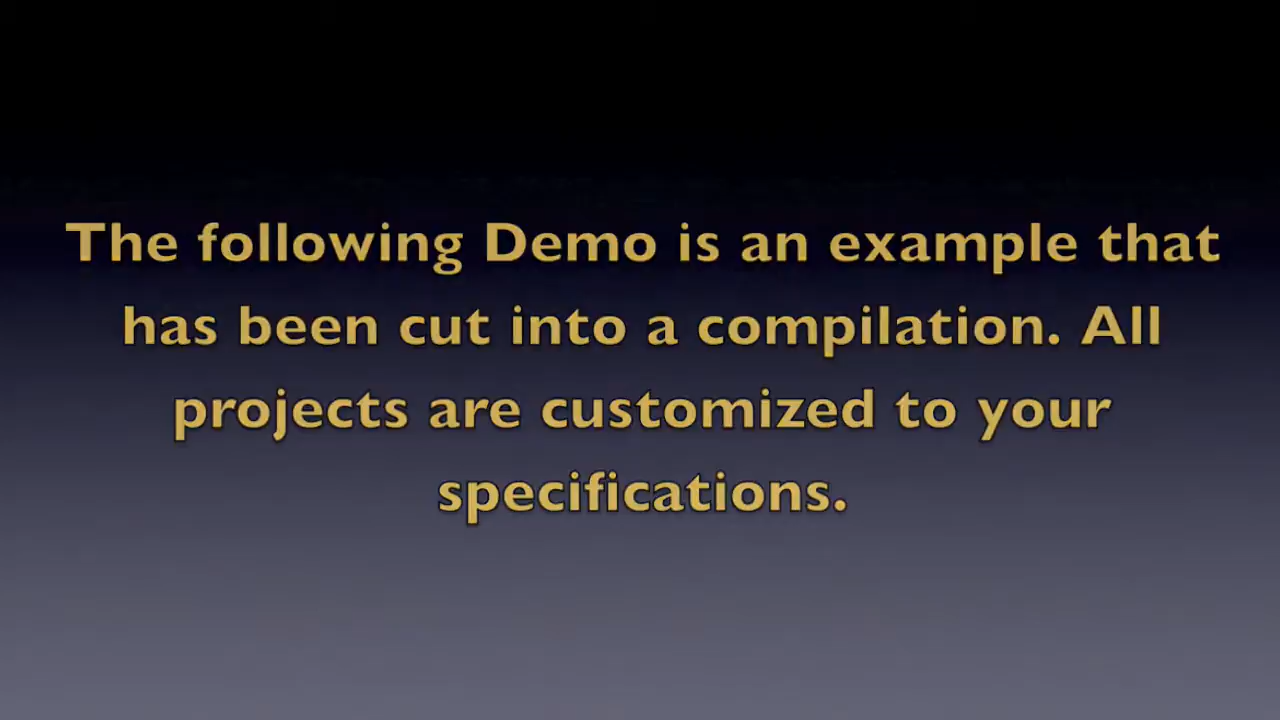 The following Demo is an example that
has been cut into a compilation. All
projects are customized to your
specifications.